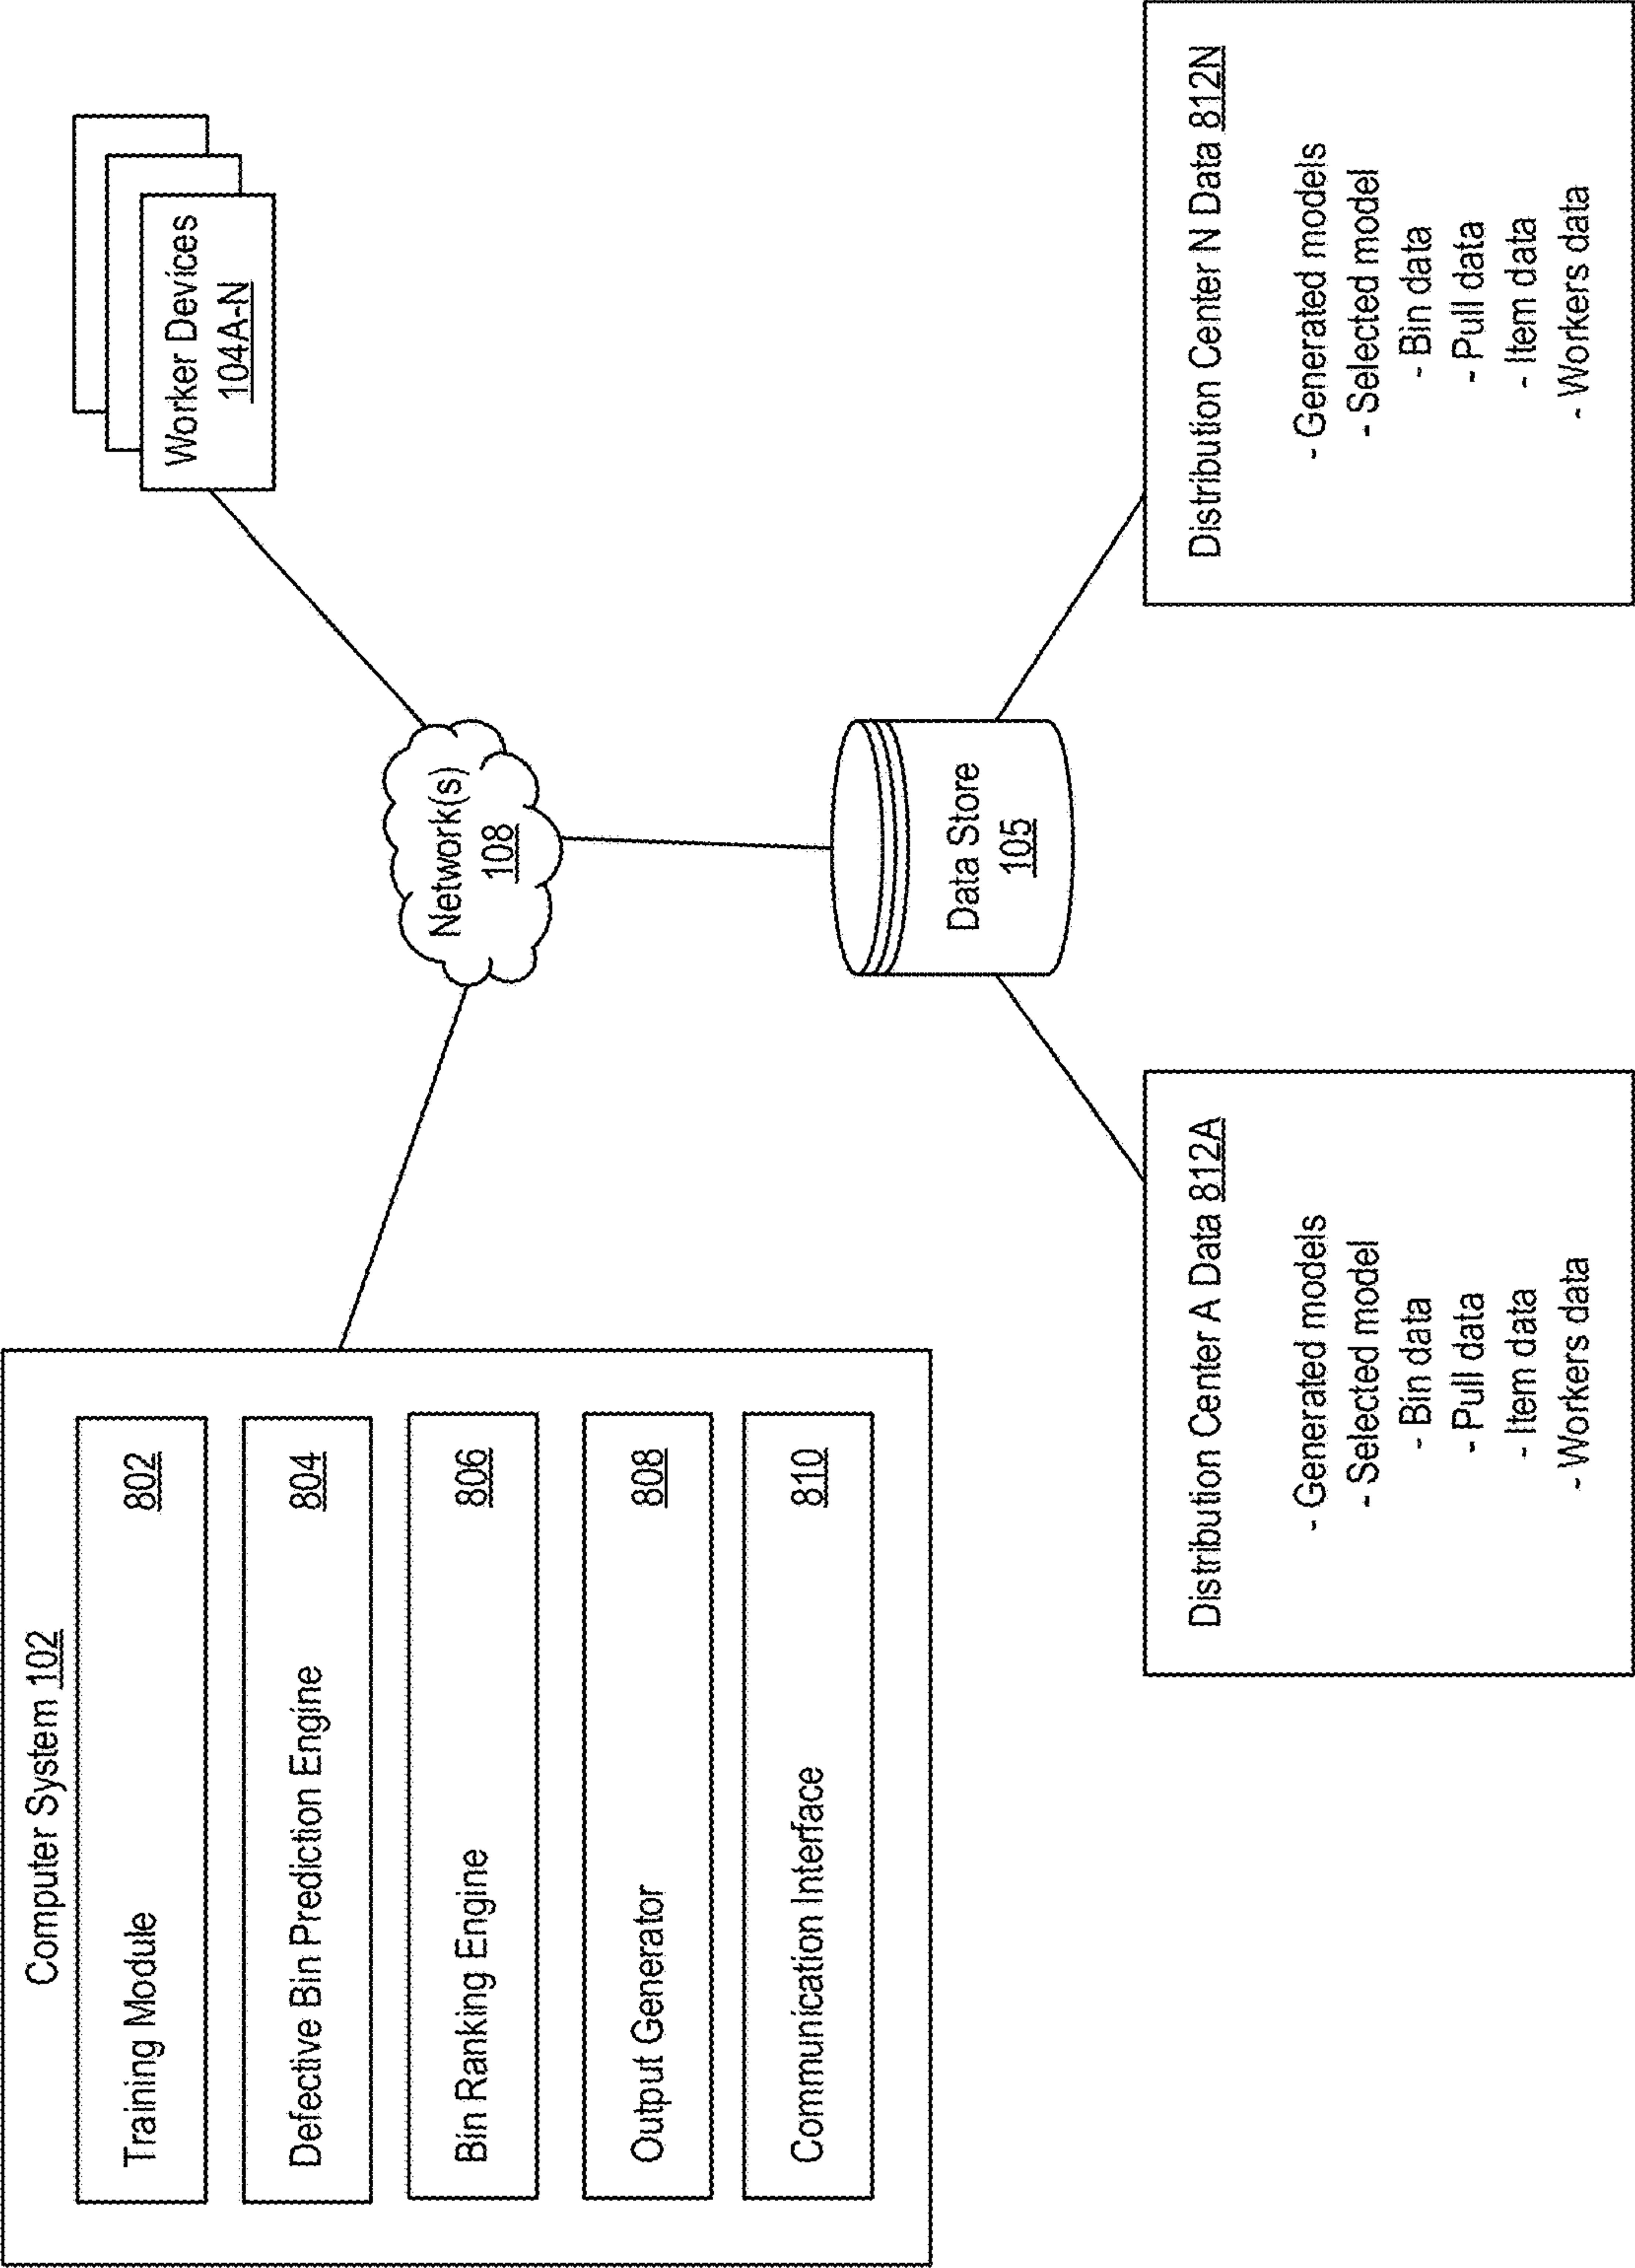 Computer System 102
Training Module 802
Defective Bin Prediction Engine 804
Bin Ranking Engine 806
Output Generator 808
Communication Interface 810
Network(s)
108
Worker Devices
104A-N
Data Store
105
Distribution Center A Data 812A
- Generated models
- Selected model
- Bin data
- Pull data
- Item data
- Workers data
Distribution Center N Data 812N
- Generated models
- Selected model
- Bin data
- Pull data
- Item data
- Workers data